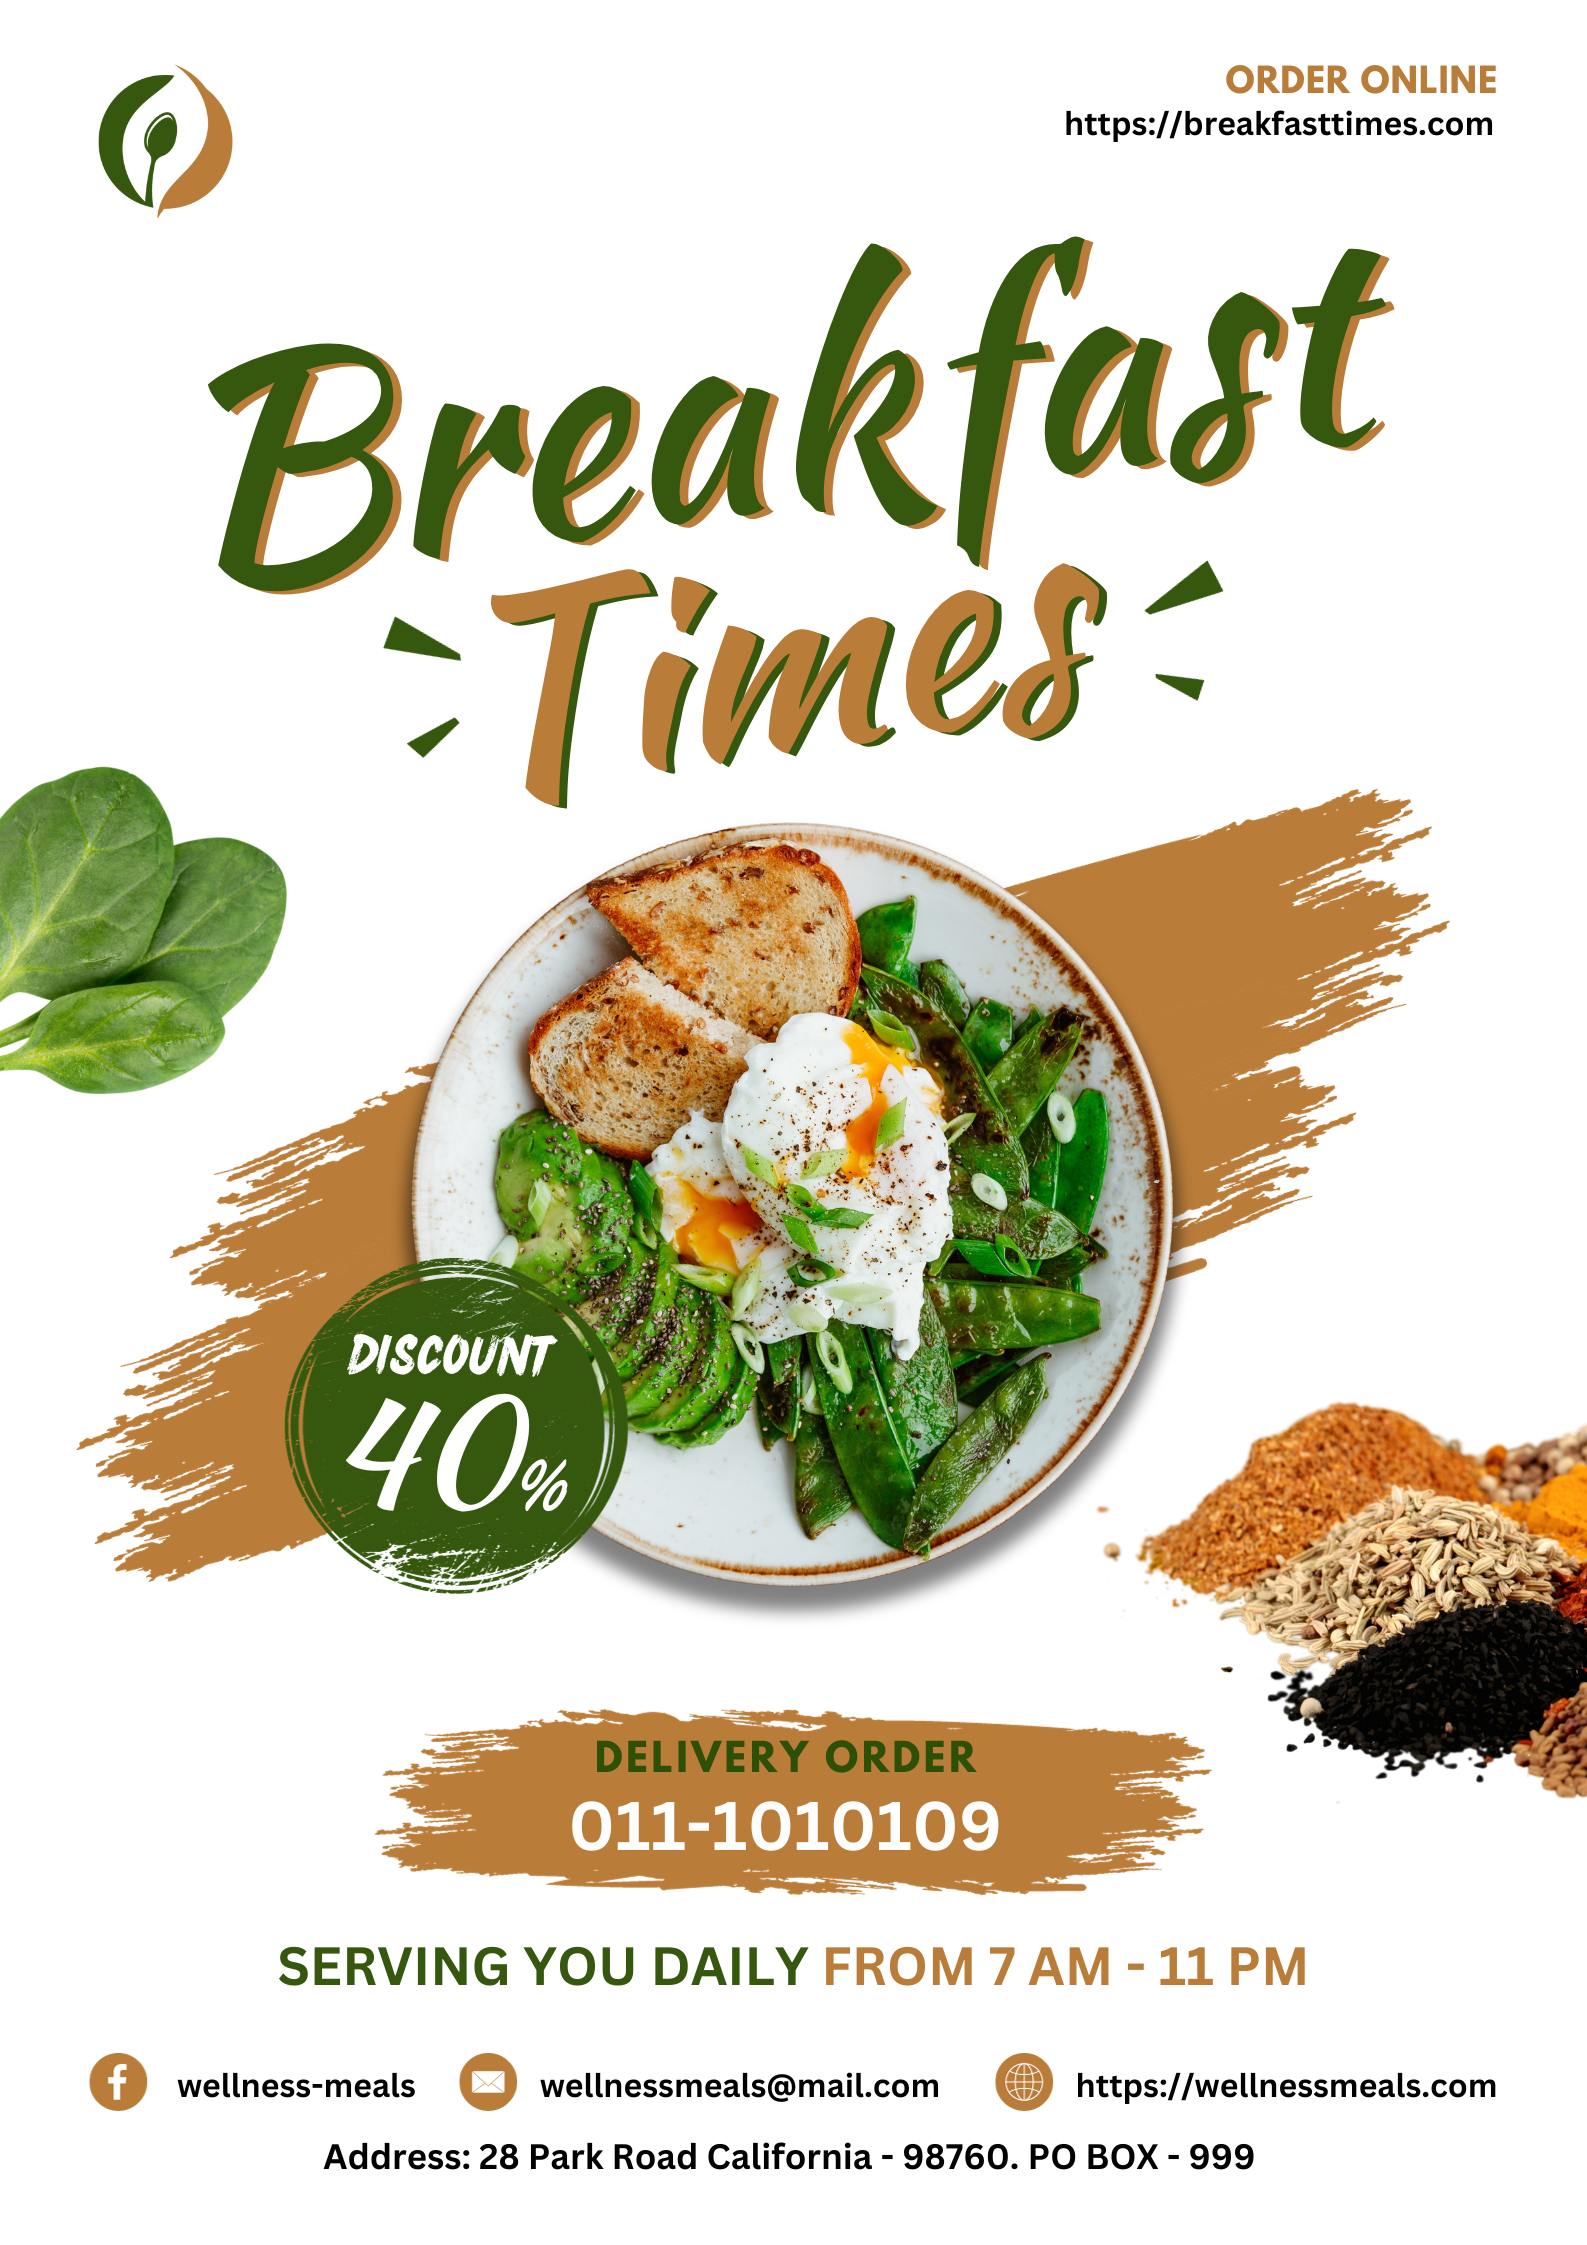 ORDER ONLINE
https://breakfasttimes.com
Breakfast
Times
DISCOUNT
40%
DELIVERY ORDER
011-1010109
SERVING YOU DAILY FROM 7 AM - 11 PM
wellness-meals
wellnessmeals@mail.com
https://wellnessmeals.com
Address: 28 Park Road California - 98760. PO BOX - 999